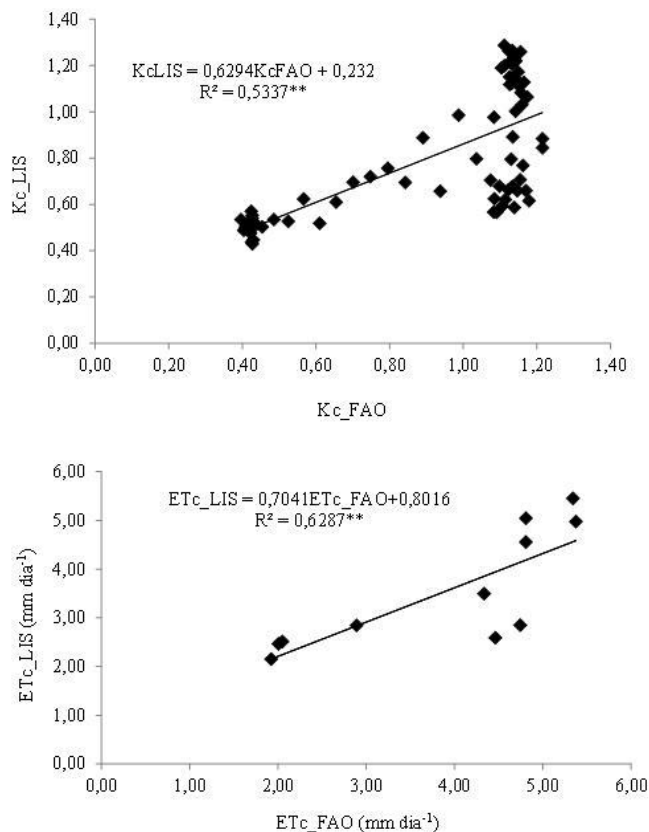 1,40
1,20
1,00
0,80
0,60
0,40
0,20
0,00
Kc_LIS
KcLIS = 0,6294KcFAO + 0,232
R² = 0,5337**
0,00 0,20 0,40 0,60 0,80 1,00 1,20 1,40
Kc_FAO
6,00
5,00
4,00
3,00
2,00
1,00
0,00
ETc_LIS (mm dia⁻¹)
ETc_LIS = 0,7041ETc_FAO+0,8016
R² = 0,6287**
0,00 1,00 2,00 3,00 4,00 5,00 6,00
ETc_FAO (mm dia⁻¹)